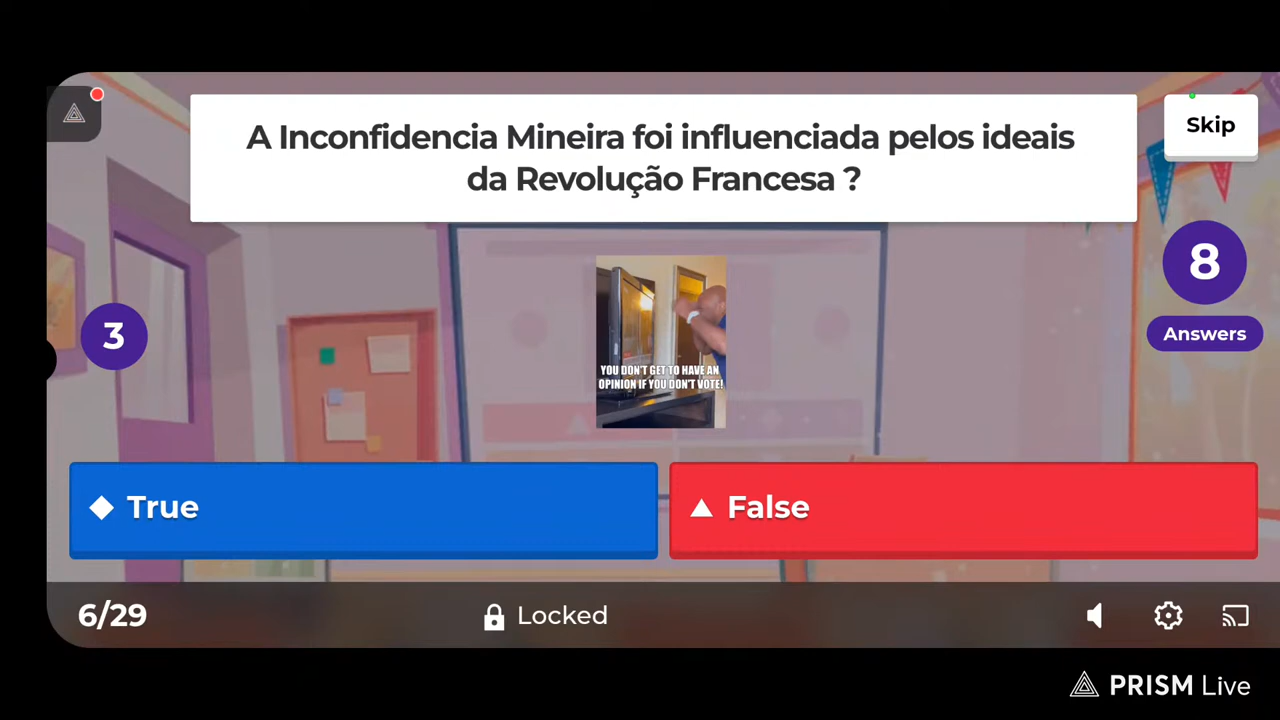 A Inconfidencia Mineira foi influenciada pelos ideais
da Revolução Francesa ?
Skip
8
Answers
3
YOU DON'T GET TO HAVE AN
OPINION IF YOU DON'T VOTE!
True
False
6/29
Locked
PRISM Live